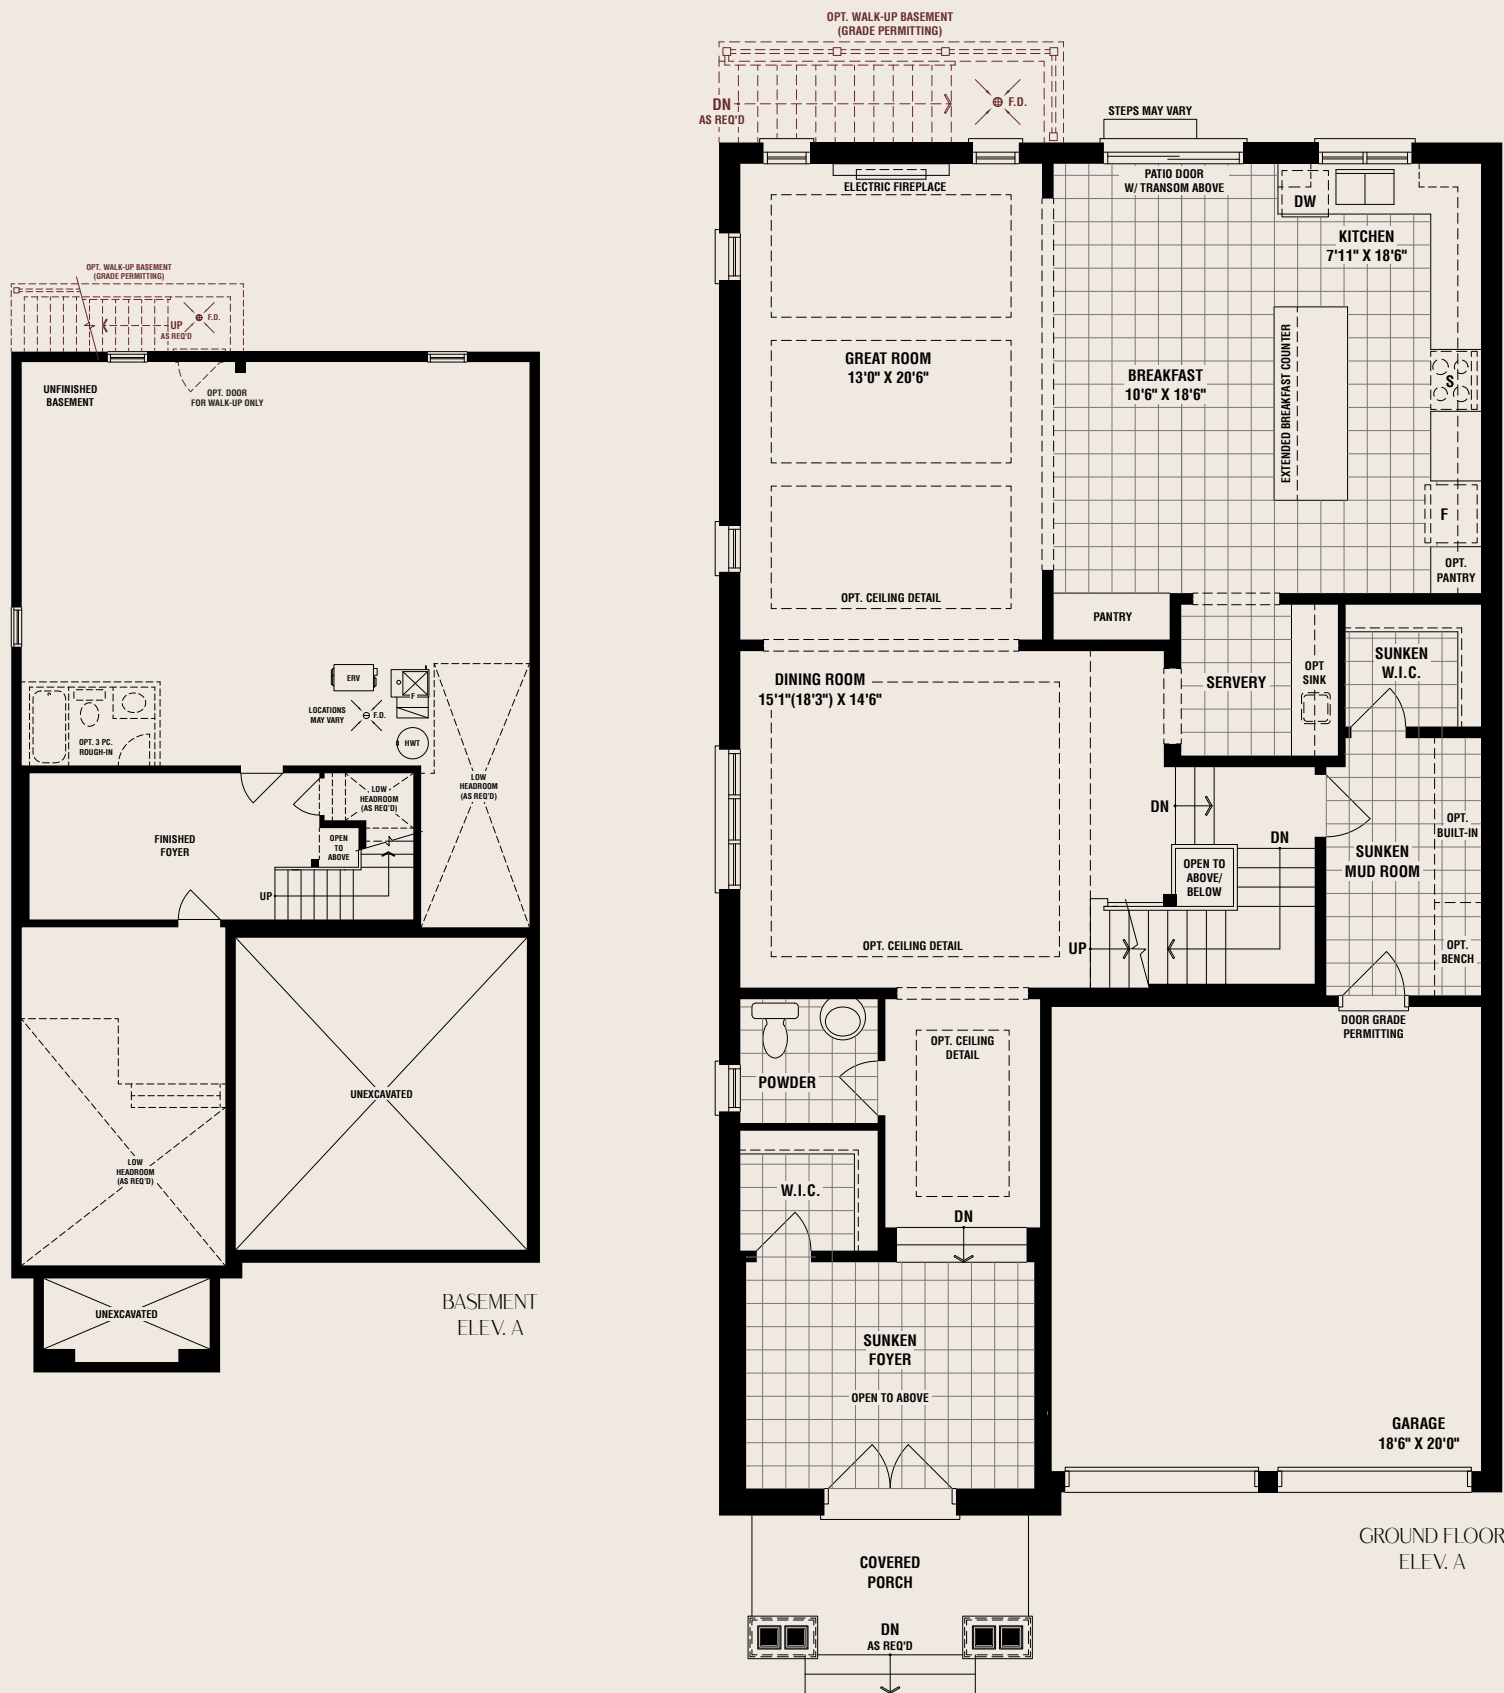 OPT. WALK-UP BASEMENT
(GRADE PERMITTING)
UP
AS REQ'D
F.D.
UNFINISHED
BASEMENT
OPT. DOOR
FOR WALK-UP ONLY
ERV
F
LOCATIONS
MAY VARY
F.D.
HWT
OPT. 3 PC.
ROUGH-IN
LOW
HEADROOM
(AS REQ'D)
LOW
HEADROOM
(AS REQ'D)
FINISHED
FOYER
OPEN
TO
ABOVE
UP
UNEXCAVATED
LOW
HEADROOM
(AS REQ'D)
UNEXCAVATED
BASEMENT
ELEV. A
OPT. WALK-UP BASEMENT
(GRADE PERMITTING)
DN
AS REQ'D
F.D.
STEPS MAY VARY
ELECTRIC FIREPLACE
PATIO DOOR
W/ TRANSOM ABOVE
DW
KITCHEN
7'11" X 18'6"
GREAT ROOM
13'0" X 20'6"
BREAKFAST
10'6" X 18'6"
EXTENDED BREAKFAST COUNTER
S
F
OPT.
PANTRY
OPT. CEILING DETAIL
PANTRY
DINING ROOM
15'1"(18'3") X 14'6"
SERVERY
OPT
SINK
SUNKEN
W.I.C.
DN
DN
OPT.
BUILT-IN
SUNKEN
MUD ROOM
OPEN TO
ABOVE/
BELOW
OPT. CEILING DETAIL
UP
OPT.
BENCH
DOOR GRADE
PERMITTING
OPT. CEILING
DETAIL
POWDER
W.I.C.
DN
SUNKEN
FOYER
OPEN TO ABOVE
GARAGE
18'6" X 20'0"
GROUND FLOOR
ELEV. A
COVERED
PORCH
DN
AS REQ'D